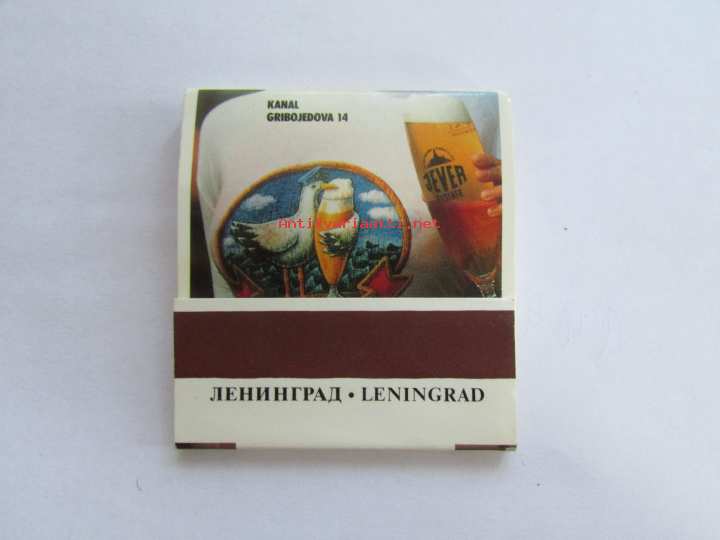 KANAL
GRIBOJEDOVA 14
JEVER
Antikvariaatti.net
ЛЕНИНГРАД • LENINGRAD